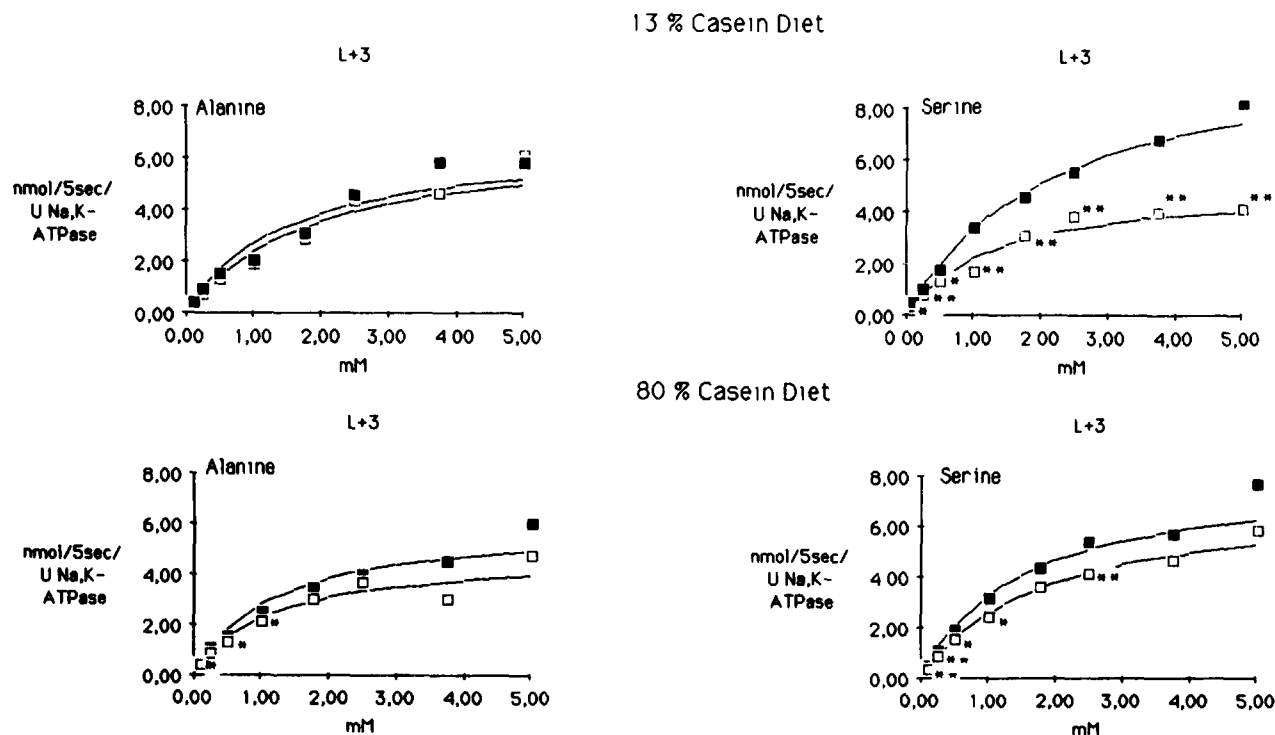 13 % Casein Diet
L+3
Alanine
8,00
6,00
4,00
2,00
0,00
nmol/5sec/
U Na,K-
ATPase
0,00 1,00 2,00 3,00 4,00 5,00
mM
L+3
Serine
8,00
6,00
4,00
2,00
0,00
nmol/5sec/
U Na,K-
ATPase
** ** ** ** ** * ** *
0 00 1,00 2,00 3,00 4,00 5,00
mM
80 % Casein Diet
L+3
Alanine
8,00
6,00
4,00
2,00
0,00
nmol/5sec/
U Na,K-
ATPase
* * *
0,00 1,00 2,00 3,00 4,00 5,00
mM
L+3
Serine
8,00
6,00
4,00
2,00
0,00
nmol/5sec/
U Na,K-
ATPase
** * *
0,00 1,00 2,00 3,00 4,00 5,00
mM